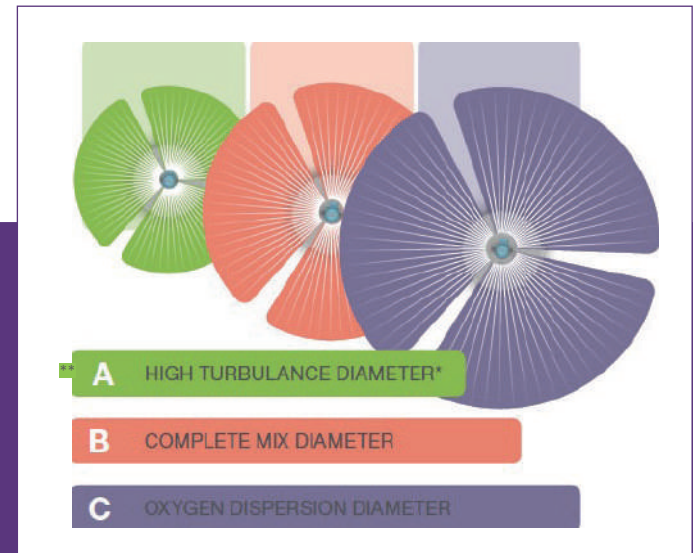 ** A HIGH TURBULANCE DIAMETER*
B COMPLETE MIX DIAMETER
C OXYGEN DISPERSION DIAMETER